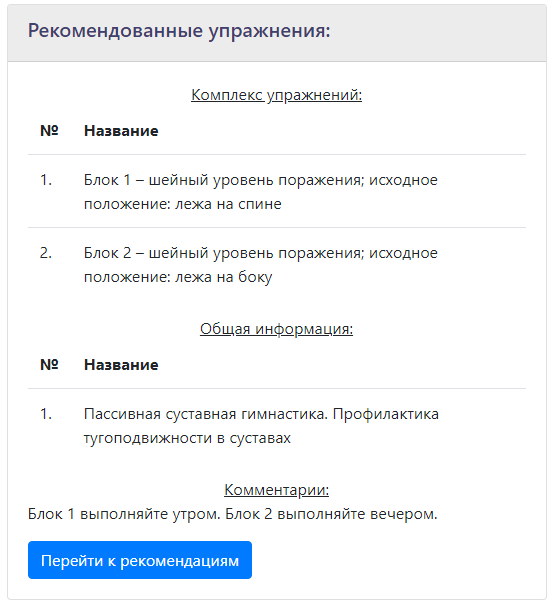 Рекомендованные упражнения:
Комплекс упражнений:
№ Название
1. Блок 1 – шейный уровень поражения; исходное
положение: лежа на спине
2. Блок 2 – шейный уровень поражения; исходное
положение: лежа на боку
Общая информация:
№ Название
1. Пассивная суставная гимнастика. Профилактика
тугоподвижности в суставах
Комментарии:
Блок 1 выполняйте утром. Блок 2 выполняйте вечером.
Перейти к рекомендациям